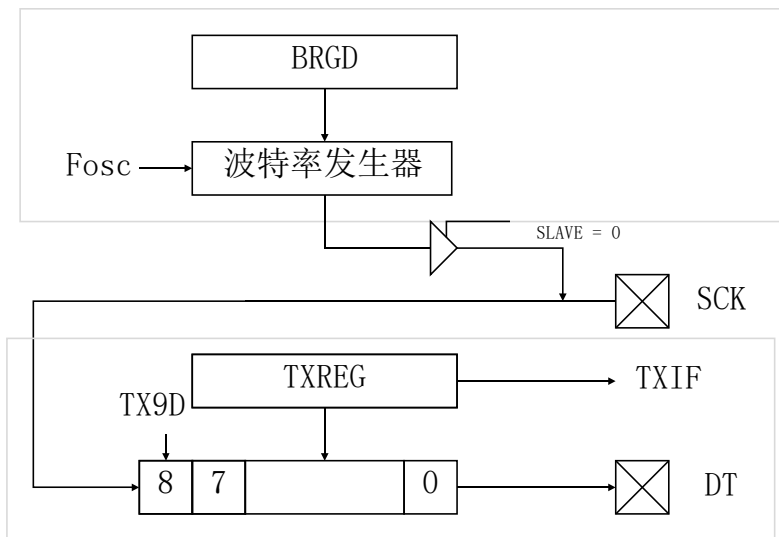 BRGD
Fosc
波特率发生器
SLAVE = 0
SCK
TXREG
TXIF
TX9D
8 7 0
DT